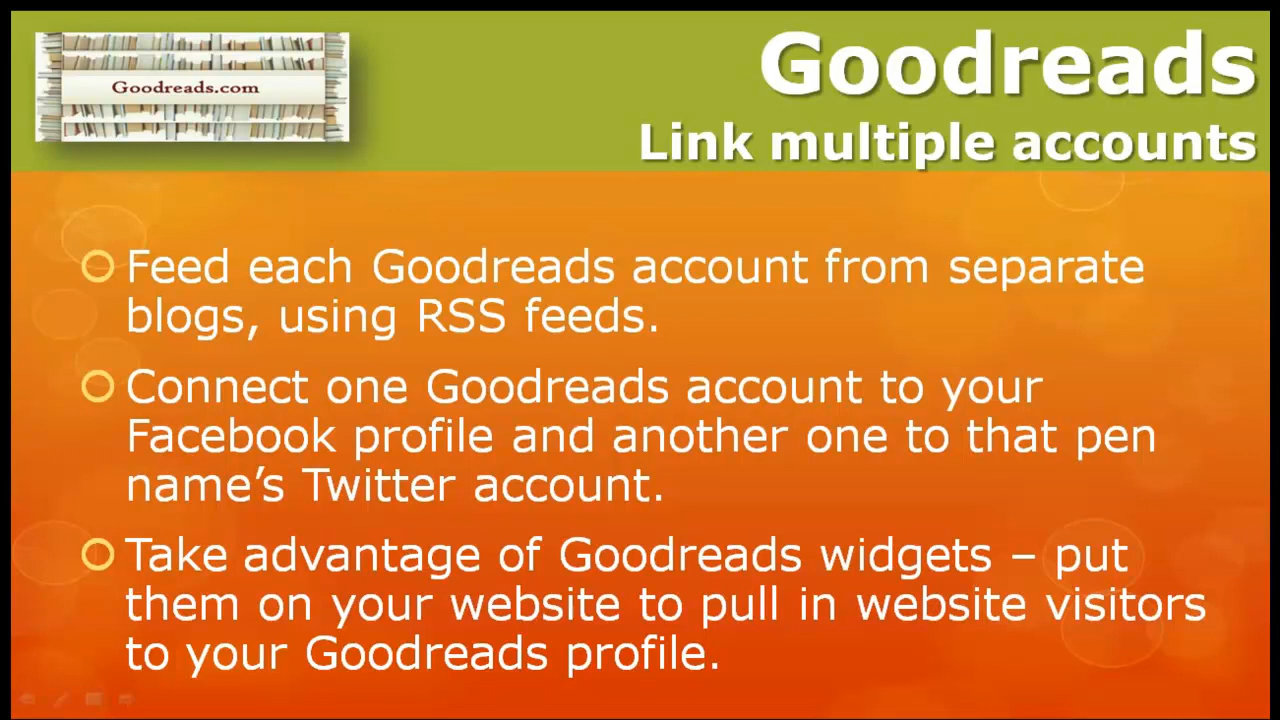 Goodreads.com
Goodreads
Link multiple accounts
Feed each Goodreads account from separate
blogs, using RSS feeds.
Connect one Goodreads account to your
Facebook profile and another one to that pen
name’s Twitter account.
Take advantage of Goodreads widgets – put
them on your website to pull in website visitors
to your Goodreads profile.